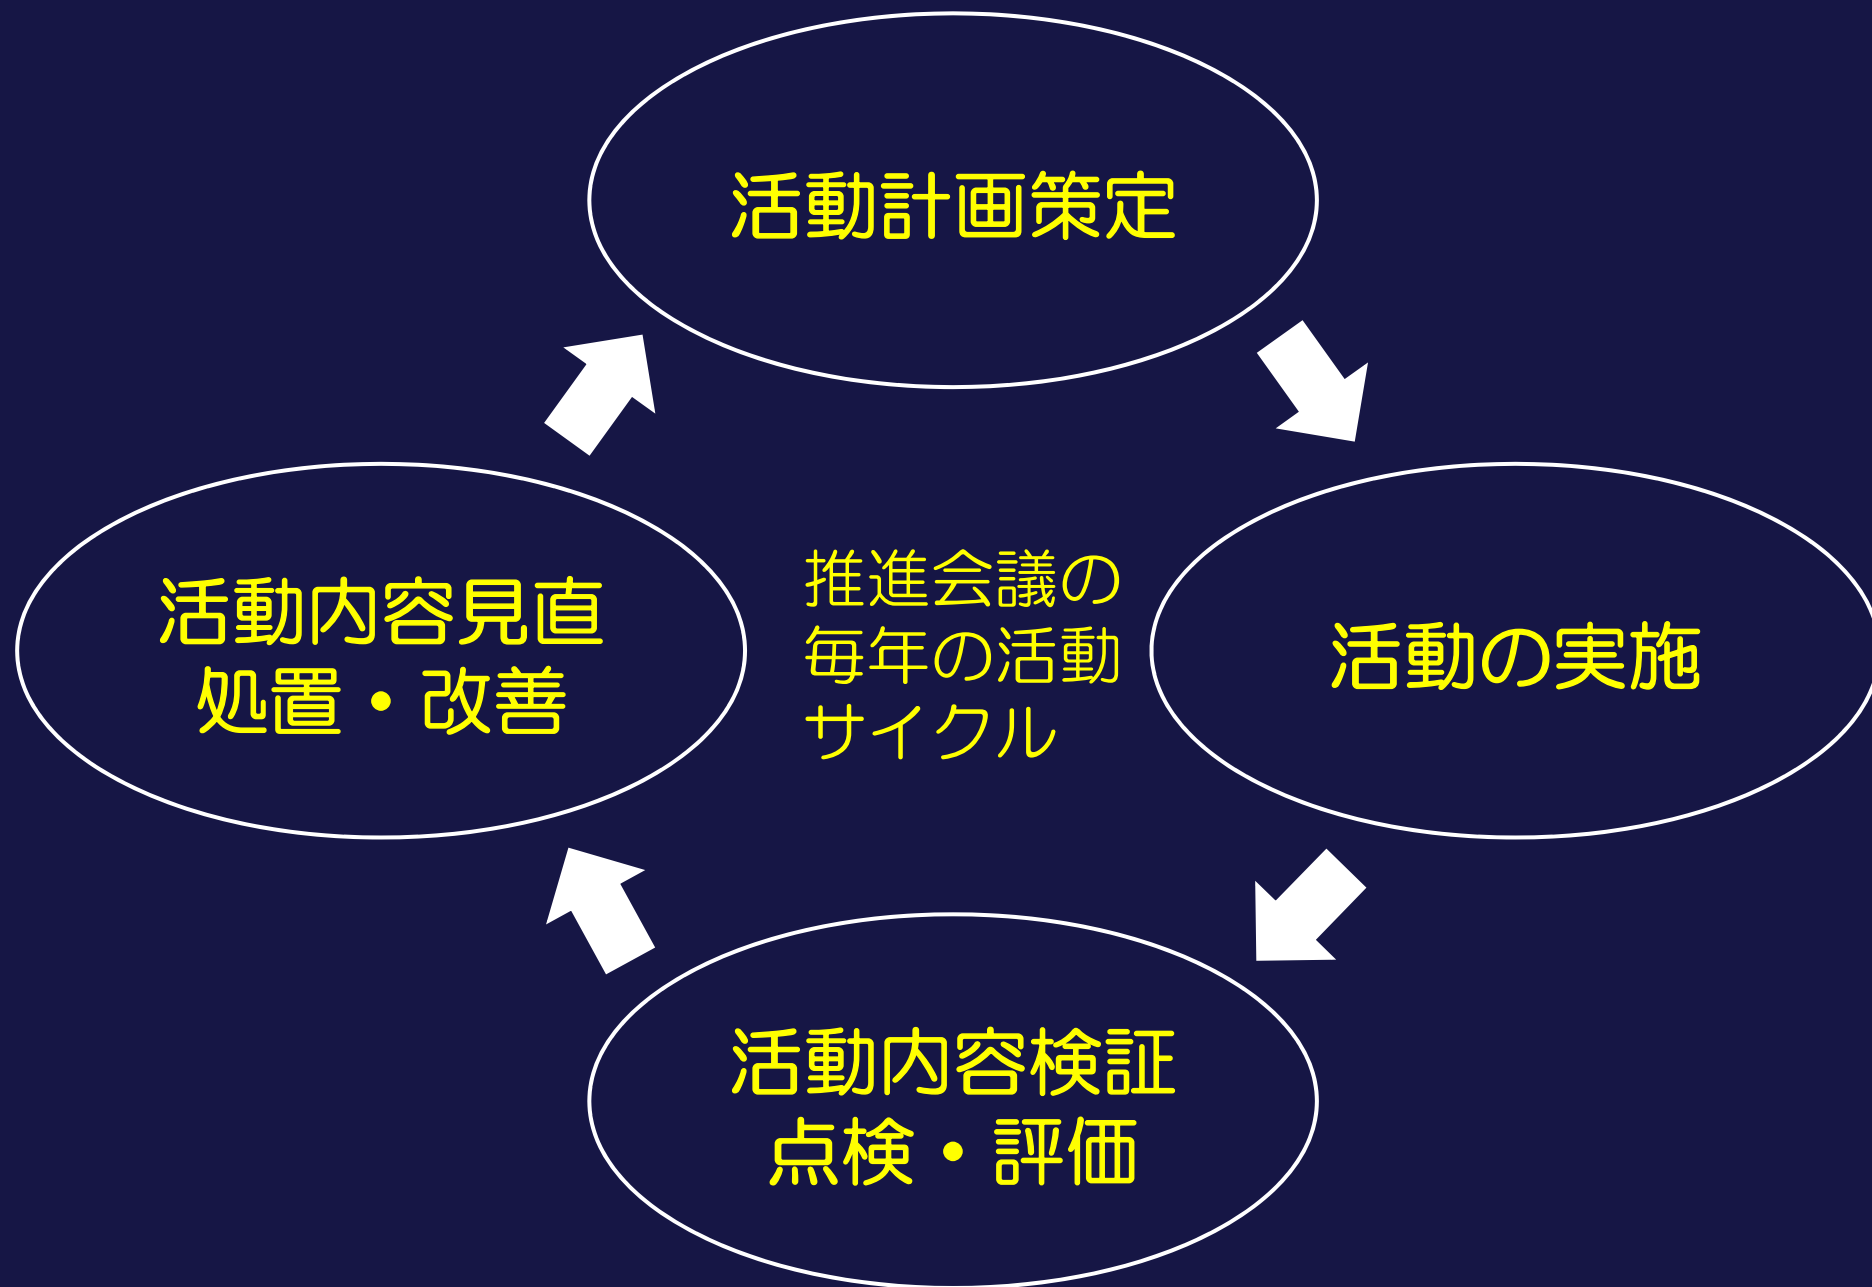 活動計画策定
推進会議の
毎年の活動
サイクル
活動の実施
活動内容検証
点検・評価
活動内容見直
処置・改善